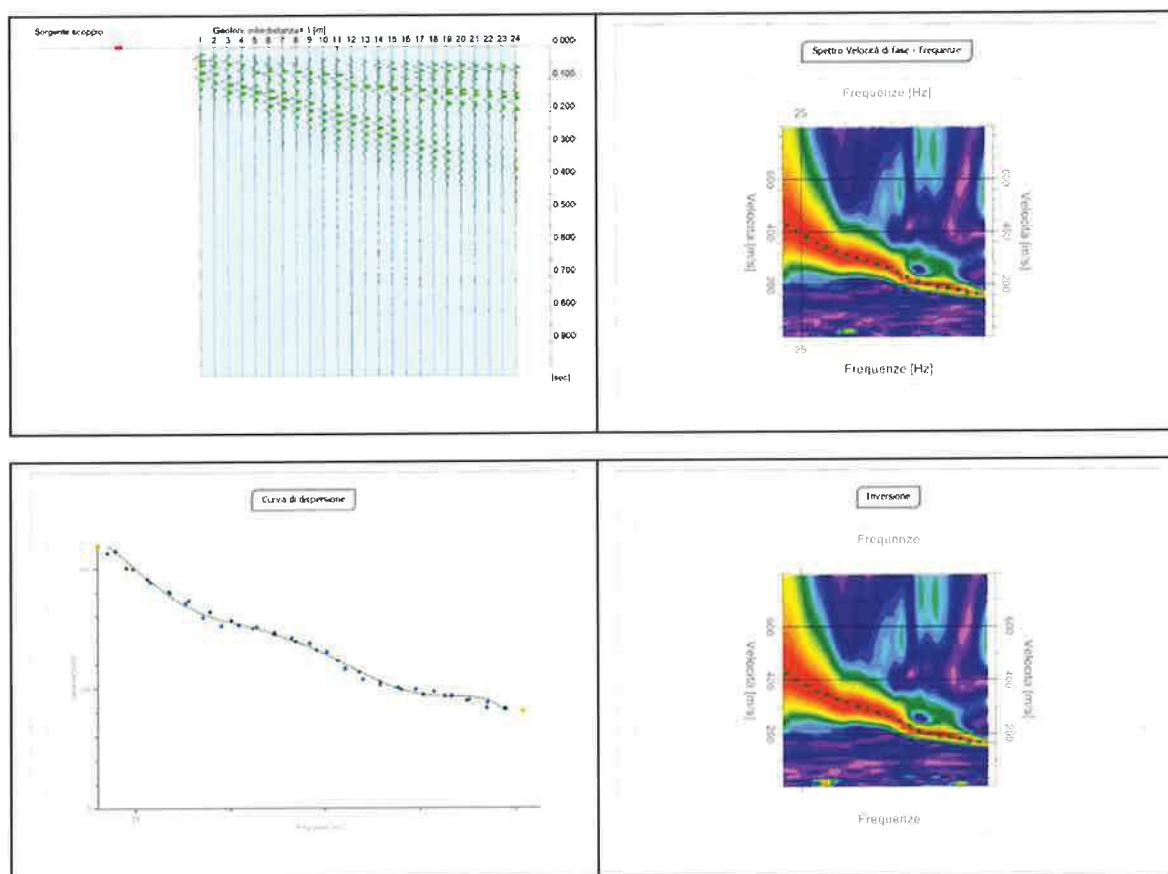 Sorgente scoppio
Geofoni
1 2 3 4 5 6 7 8 9 10 11 12 13 14 15 16 17 18 19 20 21 22 23 24
0.000
0.100
0.200
0.300
0.400
0.500
0.600
0.700
0.800
0.900
[sec]
Spettro Velocità di fase - Frequenze
Frequenze [Hz]
25
600
400
200
Velocità [m/s]
600
400
200
Velocità [m/s]
25
Frequenze [Hz]
Curva di dispersione
Inversione
Frequenze
600
400
200
Velocità [m/s]
600
400
200
Velocità [m/s]
Frequenze